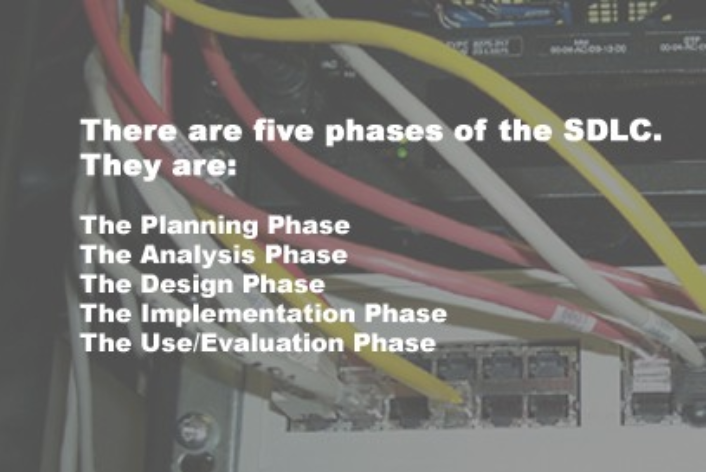 There are five phases of the SDLC.
They are:
The Planning Phase
The Analysis Phase
The Design Phase
The Implementation Phase
The Use/Evaluation Phase